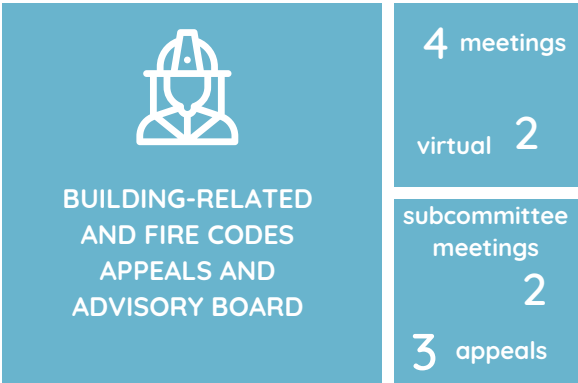 BUILDING-RELATED
AND FIRE CODES
APPEALS AND
ADVISORY BOARD
4 meetings
virtual 2
subcommittee
meetings
2
3 appeals